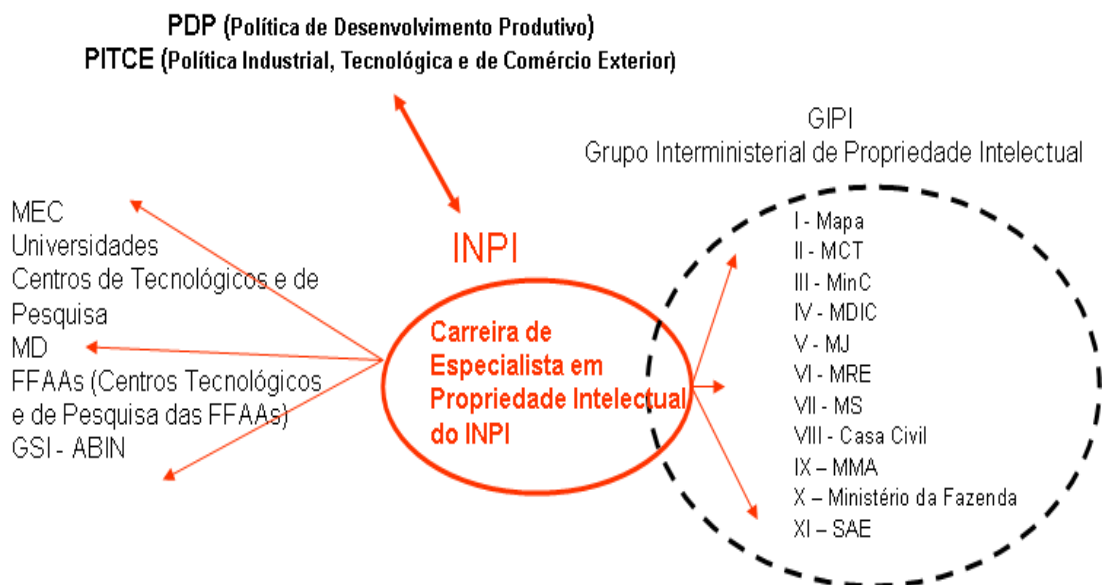 PDP (Política de Desenvolvimento Produtivo)
PITCE (Política Industrial, Tecnológica e de Comércio Exterior)
GIPI
Grupo Interministerial de Propriedade Intelectual
MEC
Universidades
Centros de Tecnológicos e de
Pesquisa
MD
FFAAs (Centros Tecnológicos
e de Pesquisa das FFAAs)
GSI - ABIN
INPI
Carreira de
Especialista em
Propriedade Intelectual
do INPI
I - Mapa
II - MCT
III - MinC
IV - MDIC
V - MJ
VI - MRE
VII - MS
VIII - Casa Civil
IX – MMA
X – Ministério da Fazenda
XI – SAE